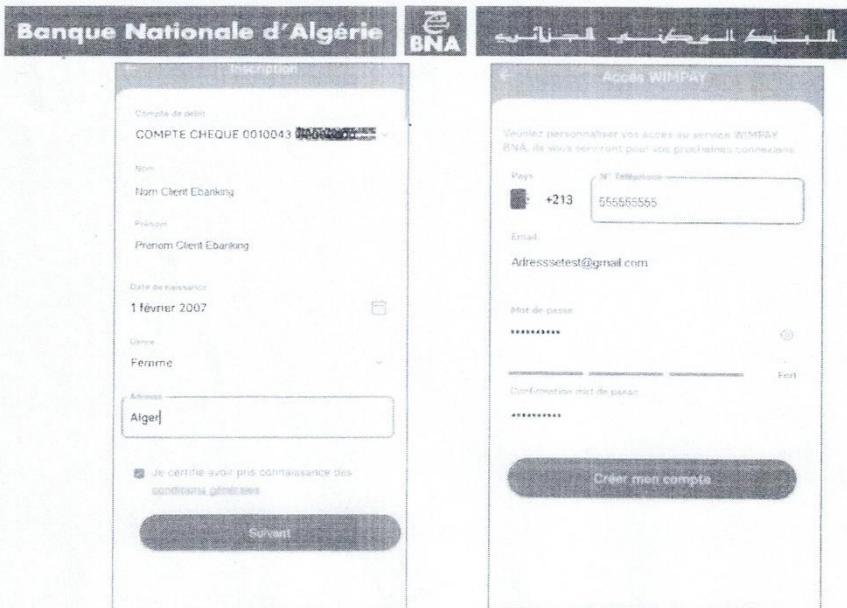 Banque Nationale d'Algérie
BNA
البنك الوطني الجزائري
Inscription
Compte de débit
COMPTE CHEQUE 0010043
Nom
Nom Client Ebanking
Prénom
Prenom Client Ebanking
Date de naissance
1 février 2007
Genre
Femme
Adresse
Alger
Je certifie avoir pris connaissance des
conditions générales
Suivant
Accès WIMPAY
Veuillez personnaliser vos accès au service WIMPAY
BNA, ils vous serviront pour vos prochaines connexions
Pays
N° Téléphone
+213
555555555
Email
Adresssetest@gmail.com
Mot de passe
••••••••••
Fort
Confirmation mot de passe
••••••••••
Créer mon compte